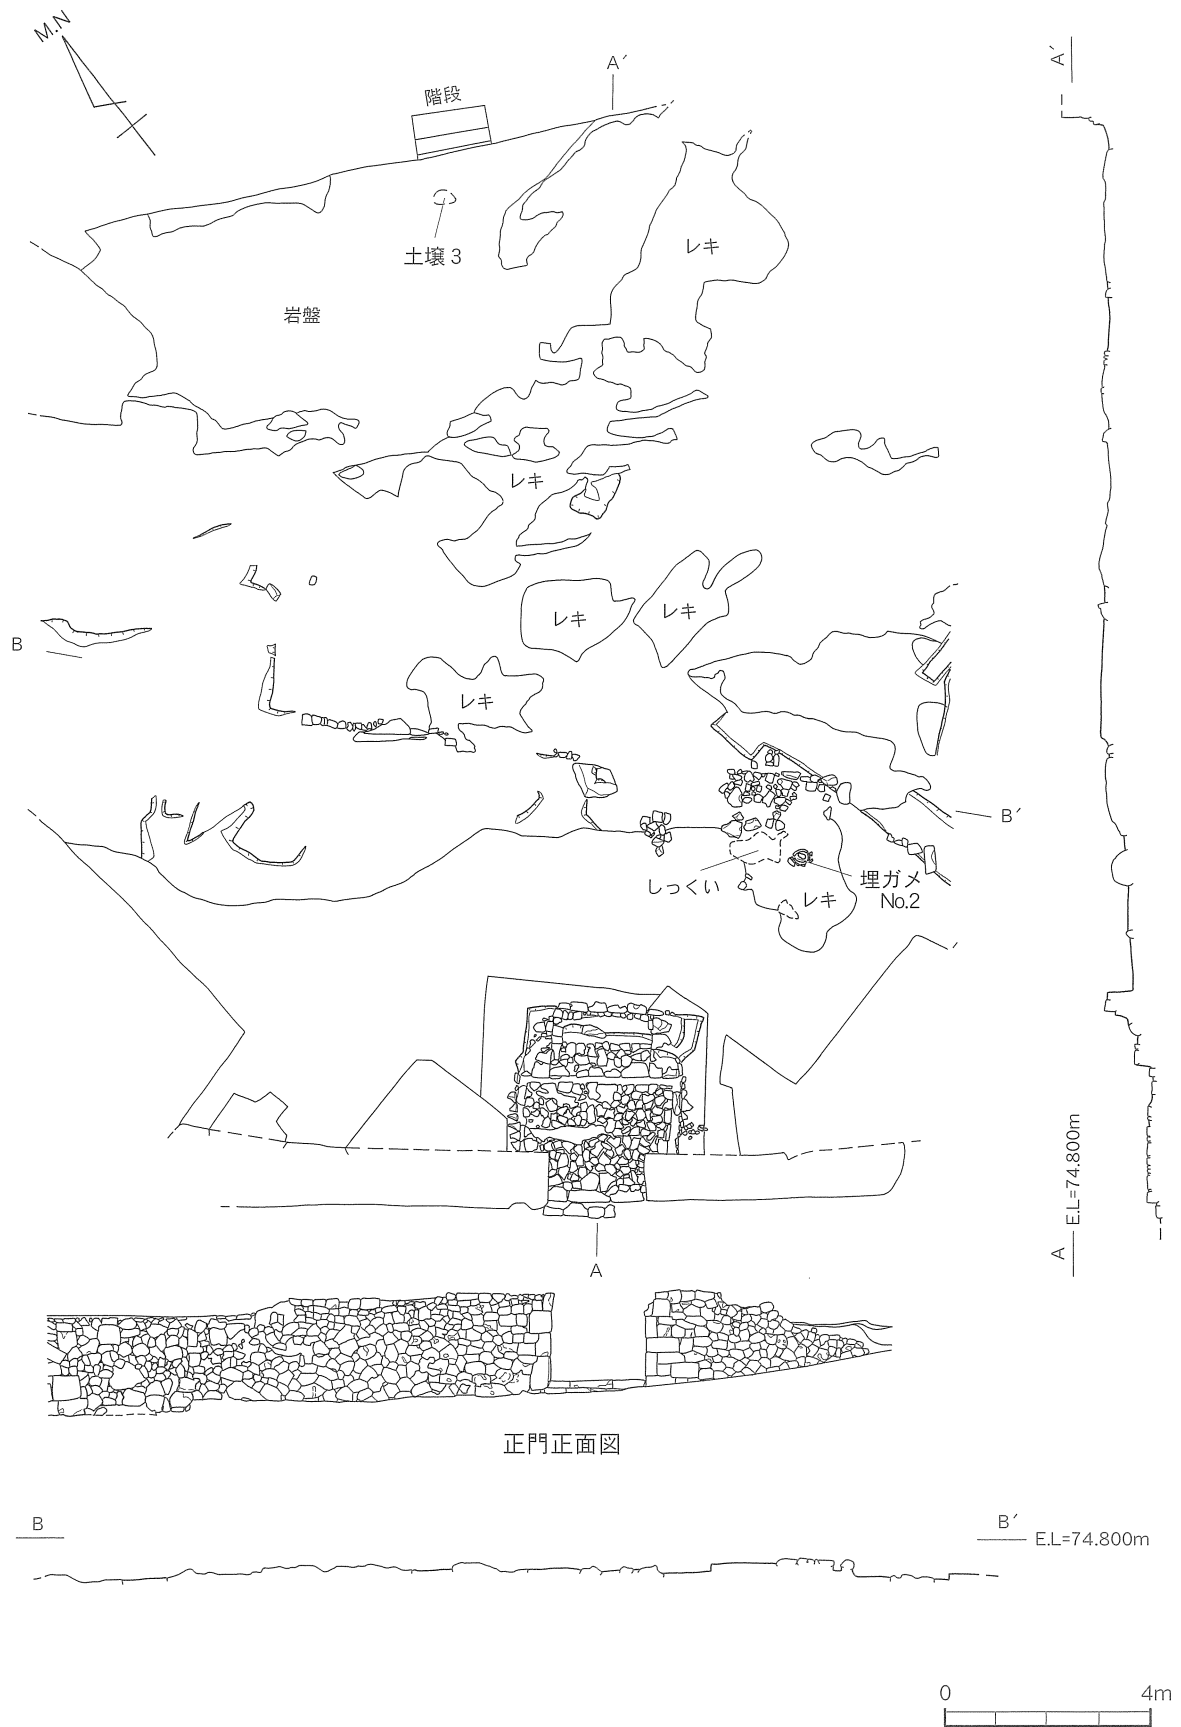 M.N
階段
A′
A′
土壌 3
レキ
岩盤
レキ
レキ
レキ
B
レキ
B′
しっくい
埋ガメ
No.2
レキ
A
A
E.L=74.800m
正門正面図
B
B′
E.L=74.800m
0
4m